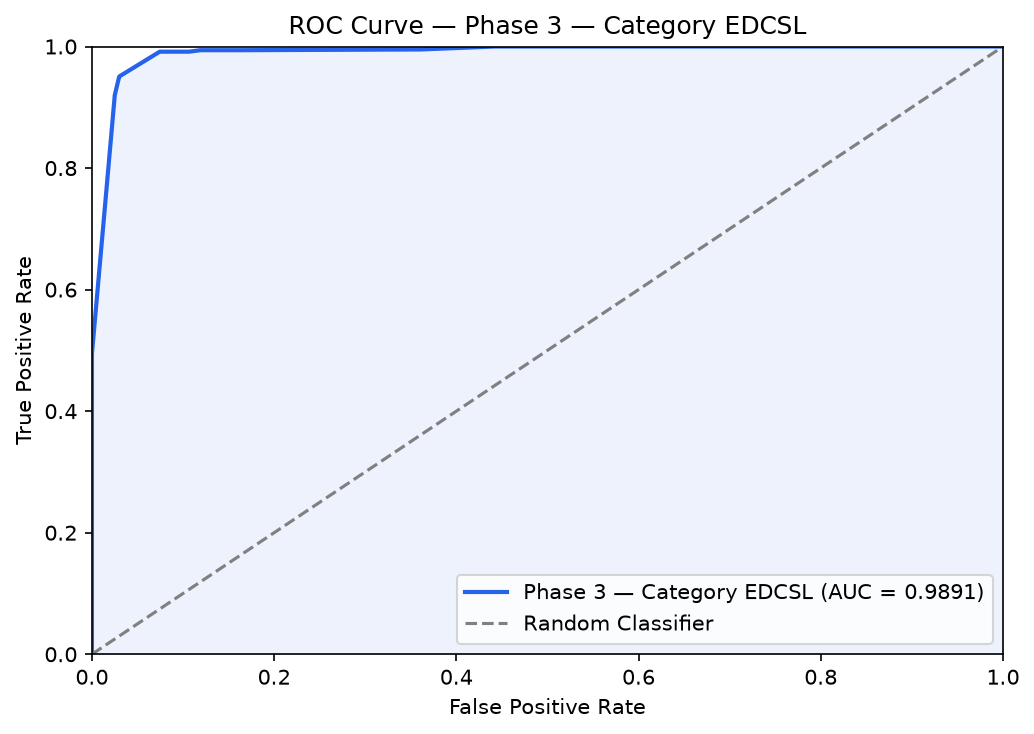 ROC Curve — Phase 3 — Category EDCSL
1.0
0.8
0.6
0.4
0.2
0.0
True Positive Rate
Phase 3 — Category EDCSL (AUC = 0.9891)
Random Classifier
0.0 0.2 0.4 0.6 0.8 1.0
False Positive Rate